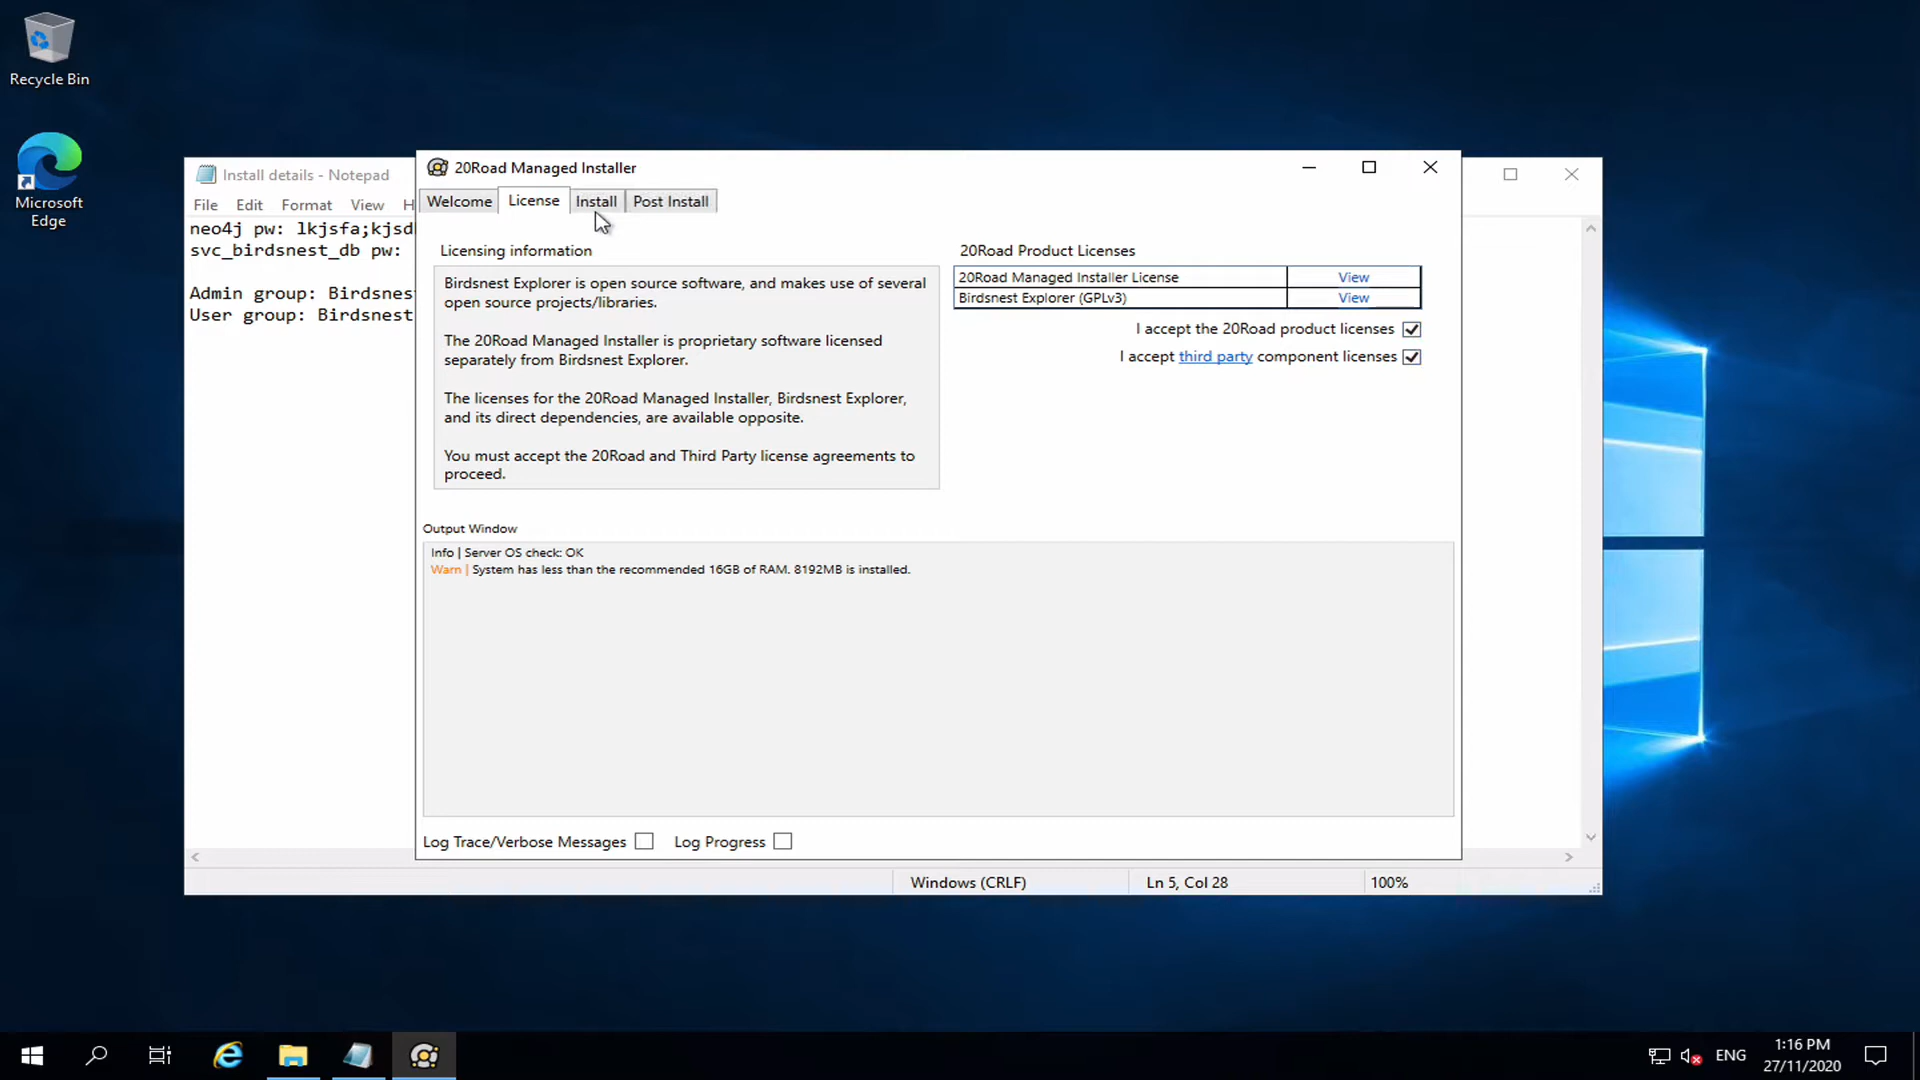 Recycle Bin
Microsoft
Edge
Install details - Notepad
File Edit Format View H
neo4j pw: lkjsfa;kjsd
svc_birdsnest_db pw:
Admin group: Birdsnest
User group: Birdsnest
20Road Managed Installer
Welcome License Install Post Install
Licensing information
Birdsnest Explorer is open source software, and makes use of several
open source projects/libraries.
The 20Road Managed Installer is proprietary software licensed
separately from Birdsnest Explorer.
The licenses for the 20Road Managed Installer, Birdsnest Explorer,
and its direct dependencies, are available opposite.
You must accept the 20Road and Third Party license agreements to
proceed.
20Road Product Licenses
20Road Managed Installer License View
Birdsnest Explorer (GPLv3) View
I accept the 20Road product licenses
I accept third party component licenses
Output Window
Info | Server OS check: OK
Warn | System has less than the recommended 16GB of RAM. 8192MB is installed.
Log Trace/Verbose Messages Log Progress
Windows (CRLF) Ln 5, Col 28 100%
ENG
1:16 PM
27/11/2020